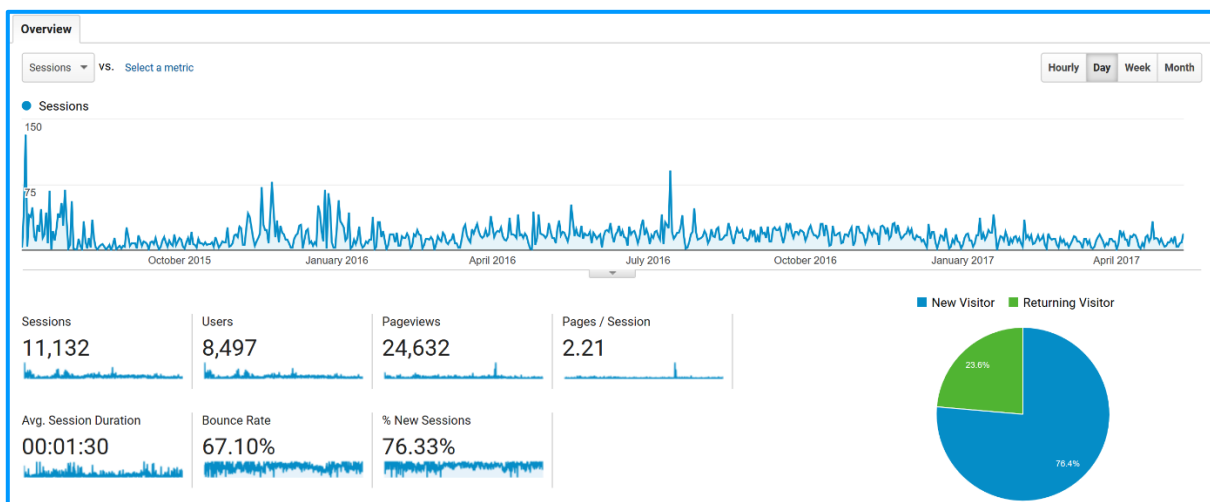 Overview
Sessions VS. Select a metric
Hourly Day Week Month
Sessions
150
75
October 2015 January 2016 April 2016 July 2016 October 2016 January 2017 April 2017
New Visitor Returning Visitor
Sessions Users Pageviews Pages / Session
11,132 8,497 24,632 2.21
23.6%
Avg. Session Duration Bounce Rate % New Sessions
00:01:30 67.10% 76.33%
76.4%